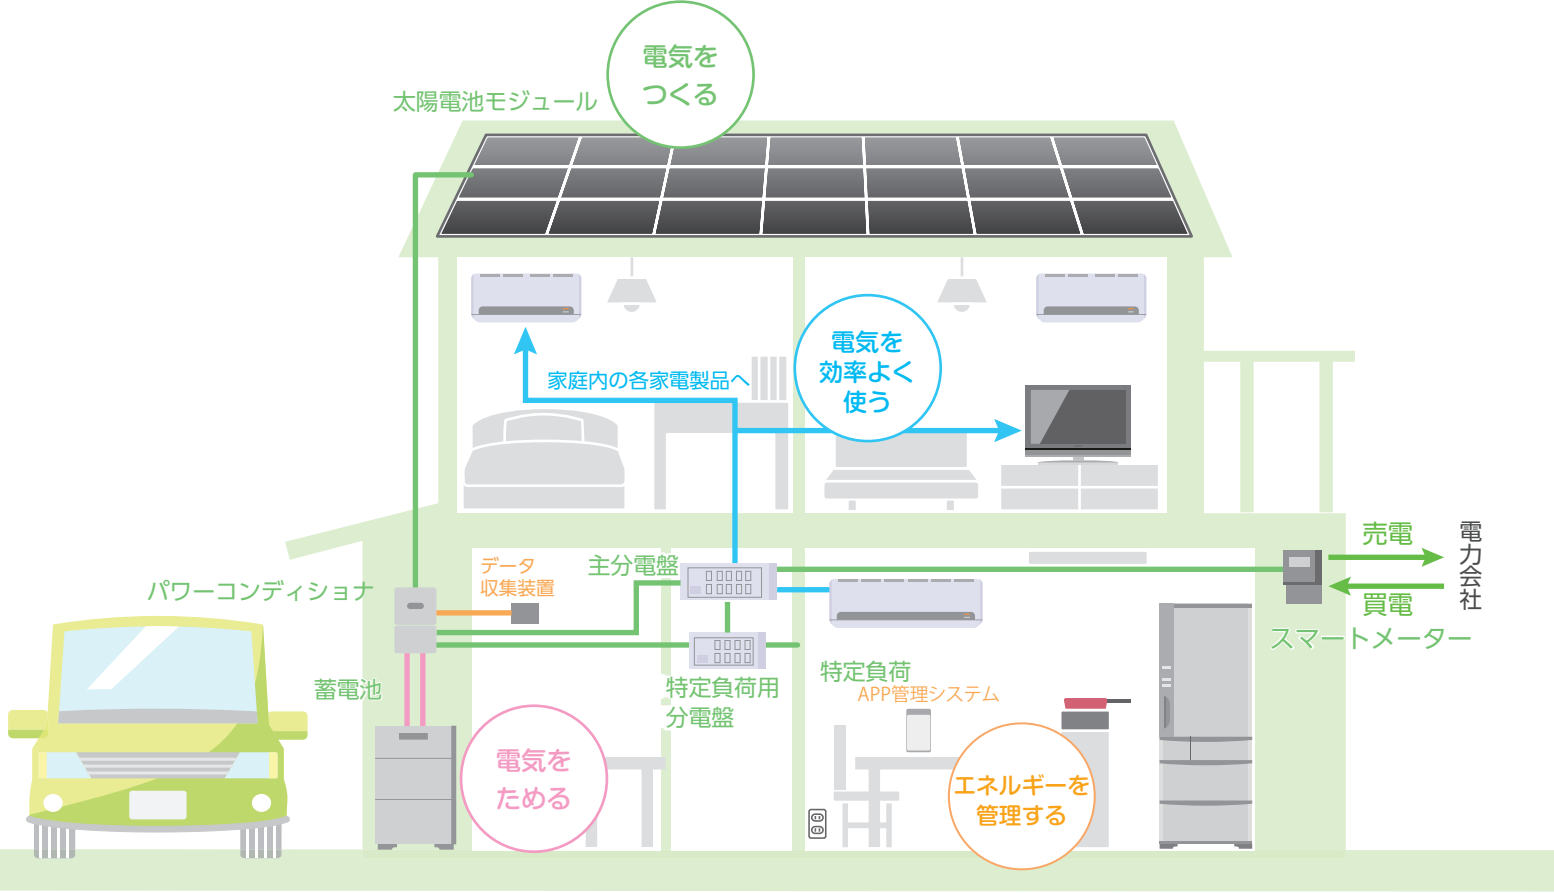 電気を
つくる
太陽電池モジュール
電気を
効率よく
使う
家庭内の各家電製品へ
売電
電力会社
買電
スマートメーター
データ
収集装置
主分電盤
パワーコンディショナ
蓄電池
特定負荷用
分電盤
特定負荷
APP管理システム
電気を
ためる
エネルギーを
管理する